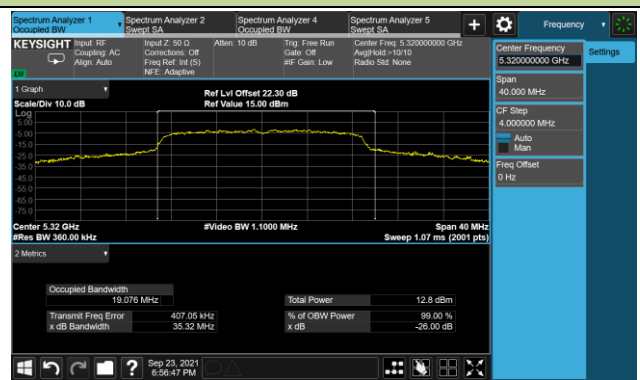 Spectrum Analyzer 1
Occupied BW
Spectrum Analyzer 2
Swept SA
Spectrum Analyzer 4
Occupied BW
Spectrum Analyzer 5
Swept SA
+
Frequency
KEYSIGHT
Input: RF
Coupling: AC
Align: Auto
Input Z: 50 Ω
Corrections: Off
Freq Ref: Int (S)
NFE: Adaptive
Atten: 10 dB
Trig: Free Run
Gate: Off
#IF Gain: Low
Center Freq: 5.320000000 GHz
Avg|Hold:>10/10
Radio Std: None
1 Graph
Scale/Div 10.0 dB
Ref Lvl Offset 22.30 dB
Ref Value 15.00 dBm
Log
5.00
-5.00
-15.0
-25.0
-35.0
-45.0
-55.0
-65.0
-75.0
Center 5.32 GHz
#Res BW 360.00 kHz
#Video BW 1.1000 MHz
Span 40 MHz
Sweep 1.07 ms (2001 pts)
2 Metrics
Occupied Bandwidth
19.076 MHz
Total Power
12.8 dBm
Transmit Freq Error
407.05 kHz
% of OBW Power
99.00 %
x dB Bandwidth
35.32 MHz
x dB
-26.00 dB
Center Frequency
5.320000000 GHz
Settings
Span
40.000 MHz
CF Step
4.000000 MHz
Auto
Man
Freq Offset
0 Hz
?
Sep 23, 2021
6:56:47 PM